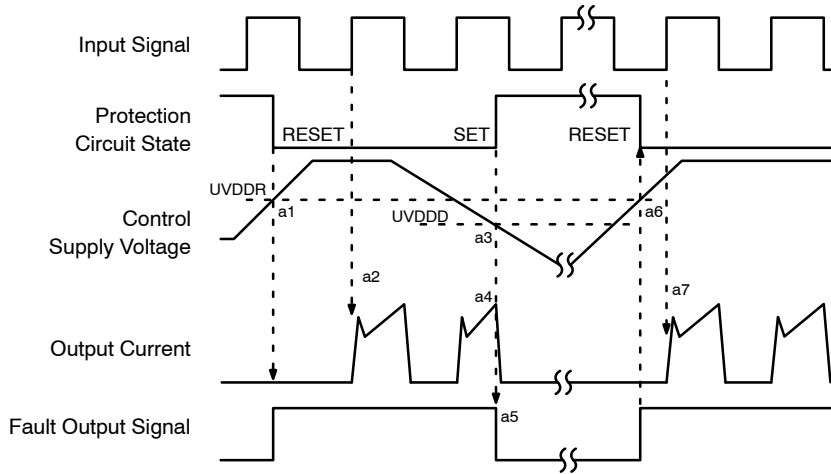 Input Signal
Protection
Circuit State
RESET
SET
RESET
UVDDR
a1
a6
Control
Supply Voltage
UVDDD
a3
a2
a4
a7
Output Current
Fault Output Signal
a5